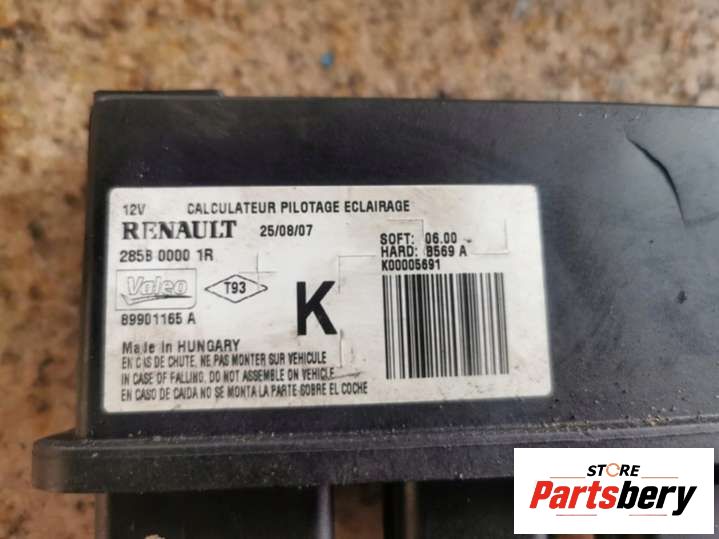 12V CALCULATEUR PILOTAGE ECLAIRAGE
RENAULT 25/08/07
285B 0000 1R
SOFT: 06.00
HARD: B569 A
K00005691
Valeo
T93
K
89901165 A
Made in HUNGARY
EN CAS DE CHUTE, NE PAS MONTER SUR VEHICULE
IN CASE OF FALLING, DO NOT ASSEMBLE ON VEHICLE
EN CASO DE CAIDA NO SE MONTA LA PARTE SOBRE EL COCHE
STORE
Partsbery